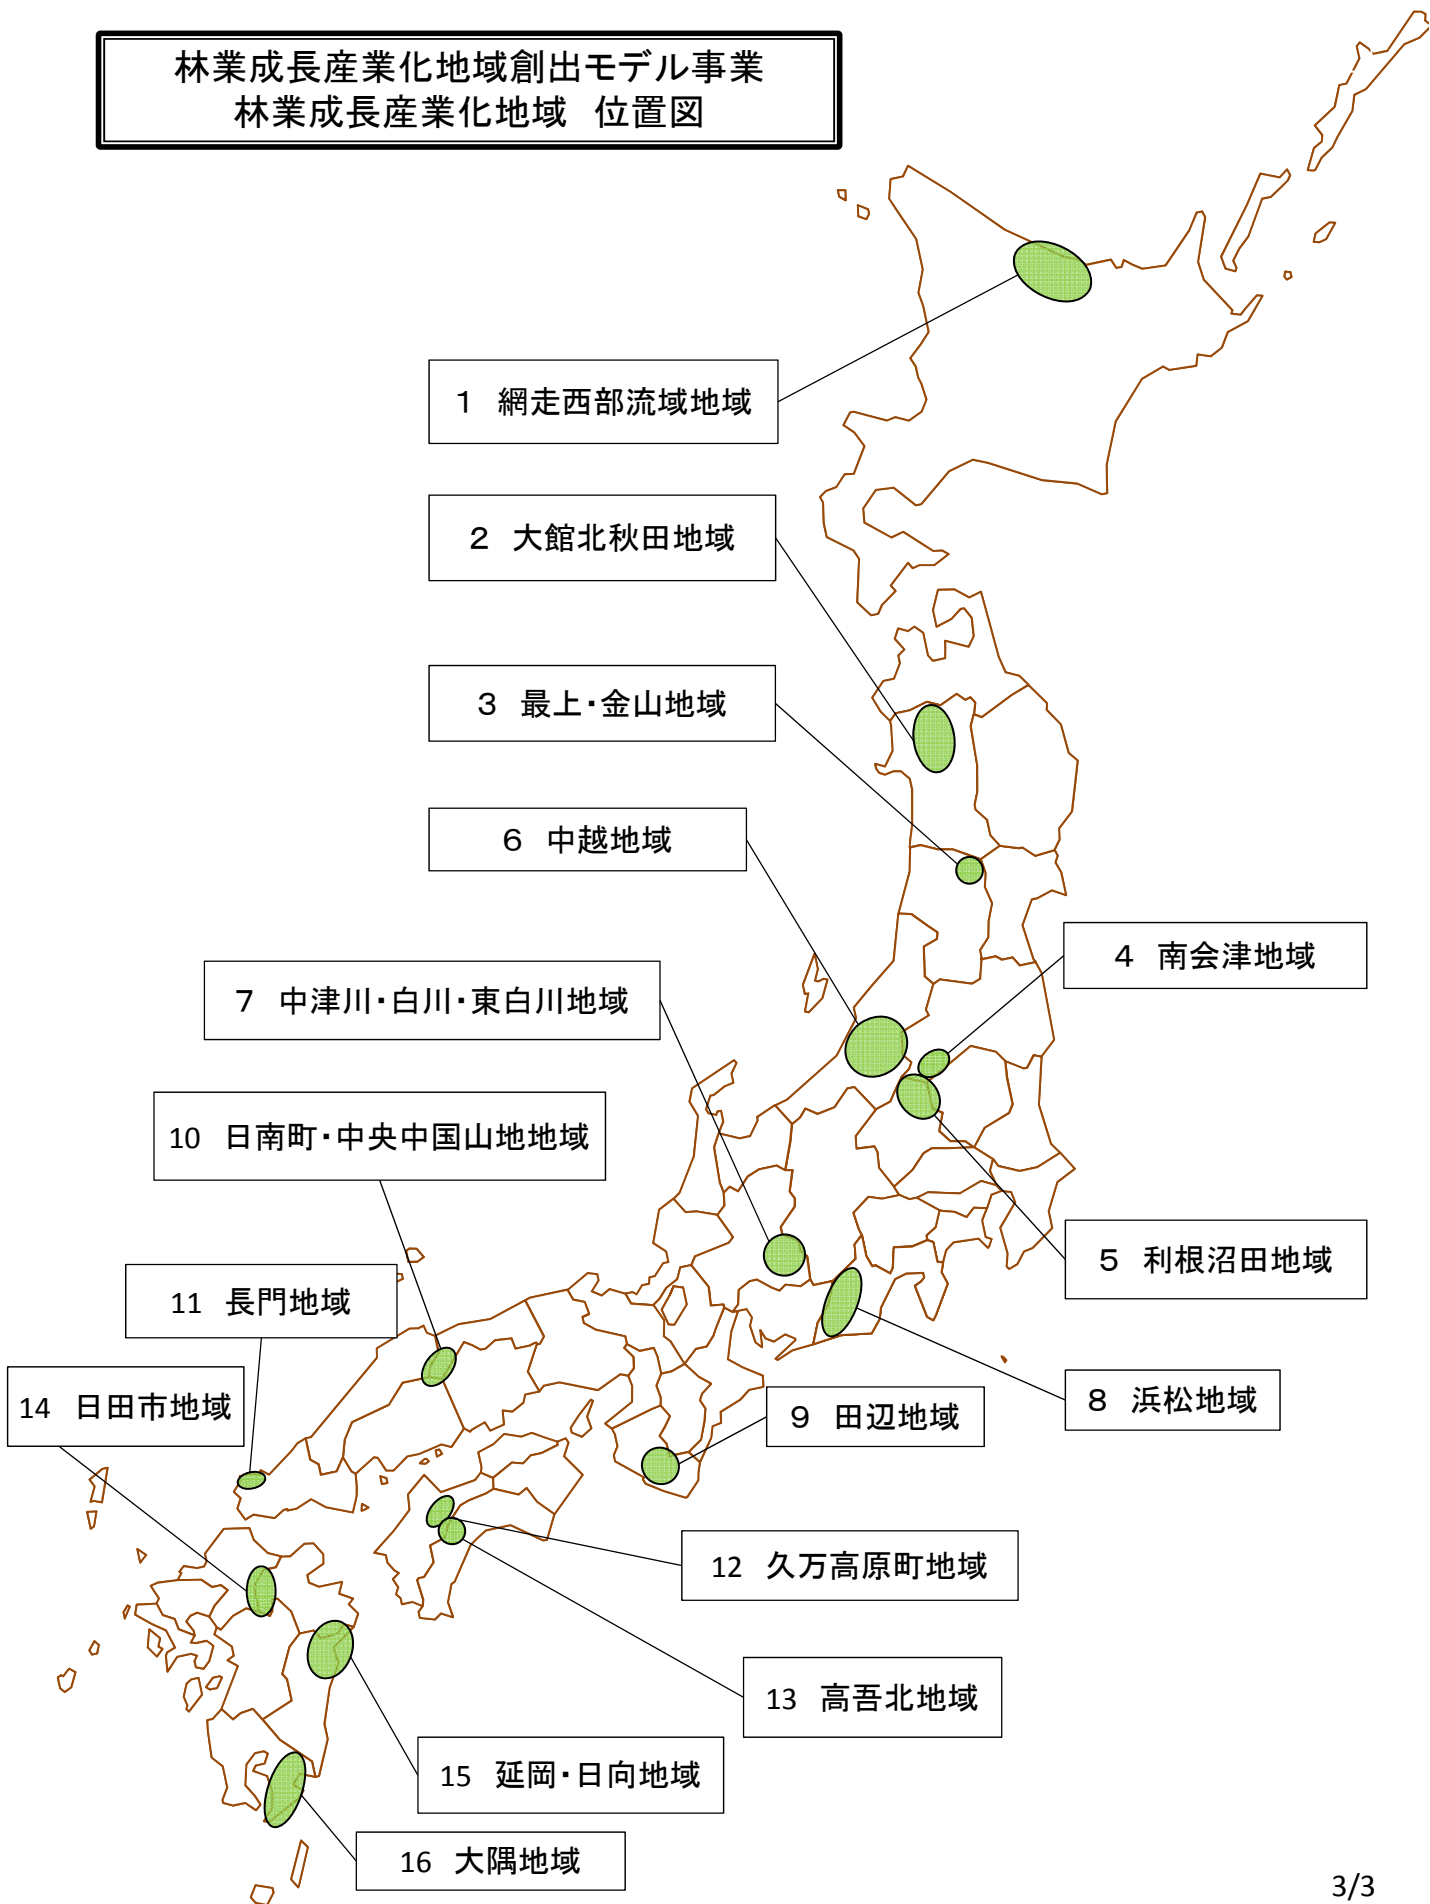 林業成長産業化地域創出モデル事業
林業成長産業化地域　位置図
1　網走西部流域地域
2　大館北秋田地域
3　最上・金山地域
6　中越地域
4　南会津地域
7　中津川・白川・東白川地域
10　日南町・中央中国山地地域
5　利根沼田地域
11　長門地域
14　日田市地域
8　浜松地域
9　田辺地域
12　久万高原町地域
13　高吾北地域
15　延岡・日向地域
16　大隅地域
3/3